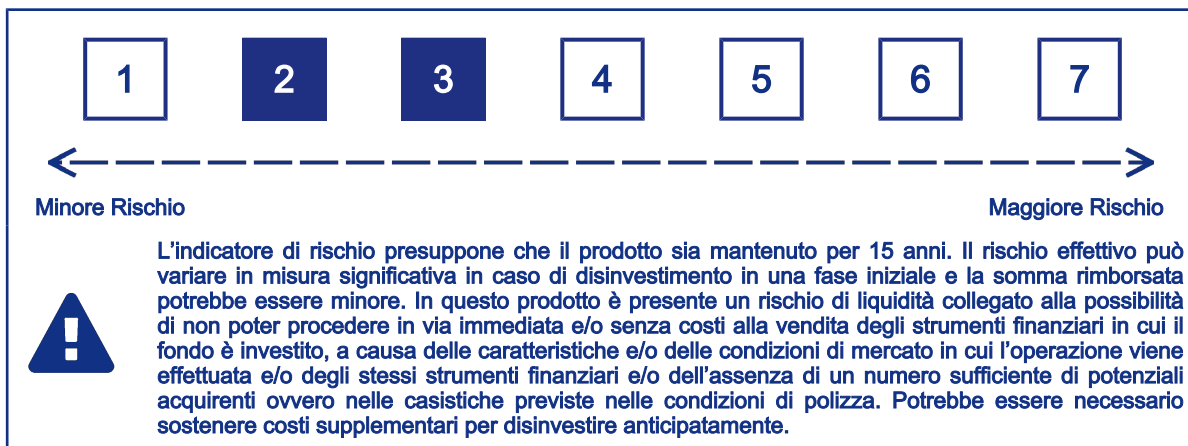 1 2 3 4 5 6 7
Minore Rischio Maggiore Rischio
L'indicatore di rischio presuppone che il prodotto sia mantenuto per 15 anni. Il rischio effettivo può
variare in misura significativa in caso di disinvestimento in una fase iniziale e la somma rimborsata
potrebbe essere minore. In questo prodotto è presente un rischio di liquidità collegato alla possibilità
di non poter procedere in via immediata e/o senza costi alla vendita degli strumenti finanziari in cui il
fondo è investito, a causa delle caratteristiche e/o delle condizioni di mercato in cui l'operazione viene
effettuata e/o degli stessi strumenti finanziari e/o dell'assenza di un numero sufficiente di potenziali
acquirenti ovvero nelle casistiche previste nelle condizioni di polizza. Potrebbe essere necessario
sostenere costi supplementari per disinvestire anticipatamente.